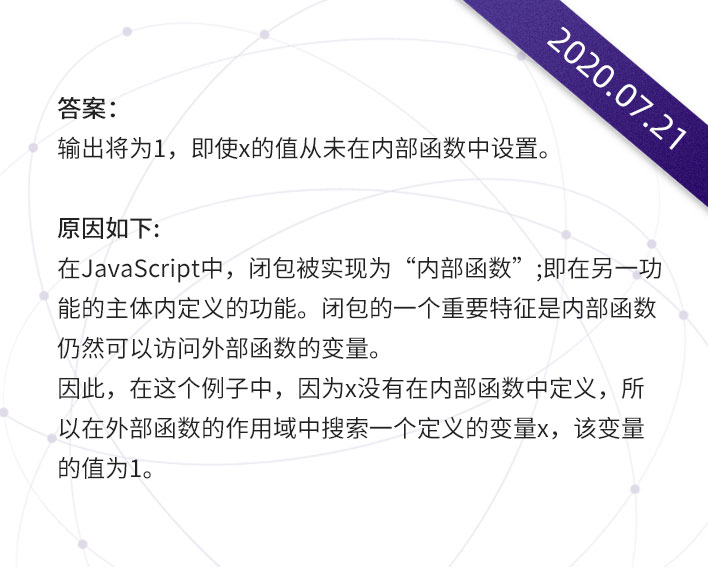 2020.07.21
答案：
输出将为1，即使x的值从未在内部函数中设置。
原因如下:
在JavaScript中，闭包被实现为“内部函数”;即在另一功
能的主体内定义的功能。闭包的一个重要特征是内部函数
仍然可以访问外部函数的变量。
因此，在这个例子中，因为x没有在内部函数中定义，所
以在外部函数的作用域中搜索一个定义的变量x，该变量
的值为1。